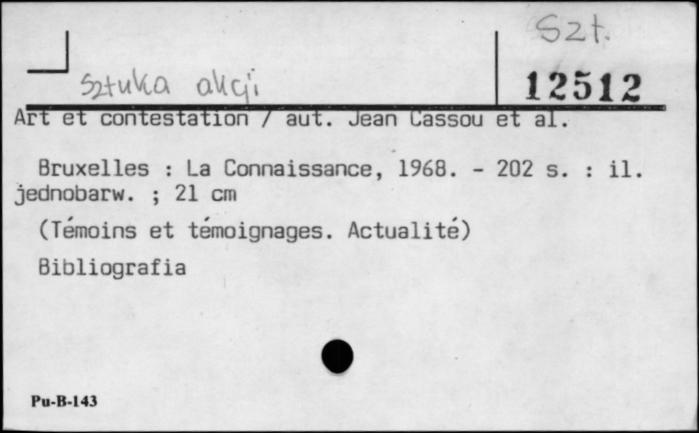 Szt.
Sztuka akcji
12512
Art et contestation / aut. Jean Cassou et al.
Bruxelles : La Connaissance, 1968. - 202 s. : il.
jednobarw. ; 21 cm
(Témoins et témoignages. Actualité)
Bibliografia
Pu-B-143